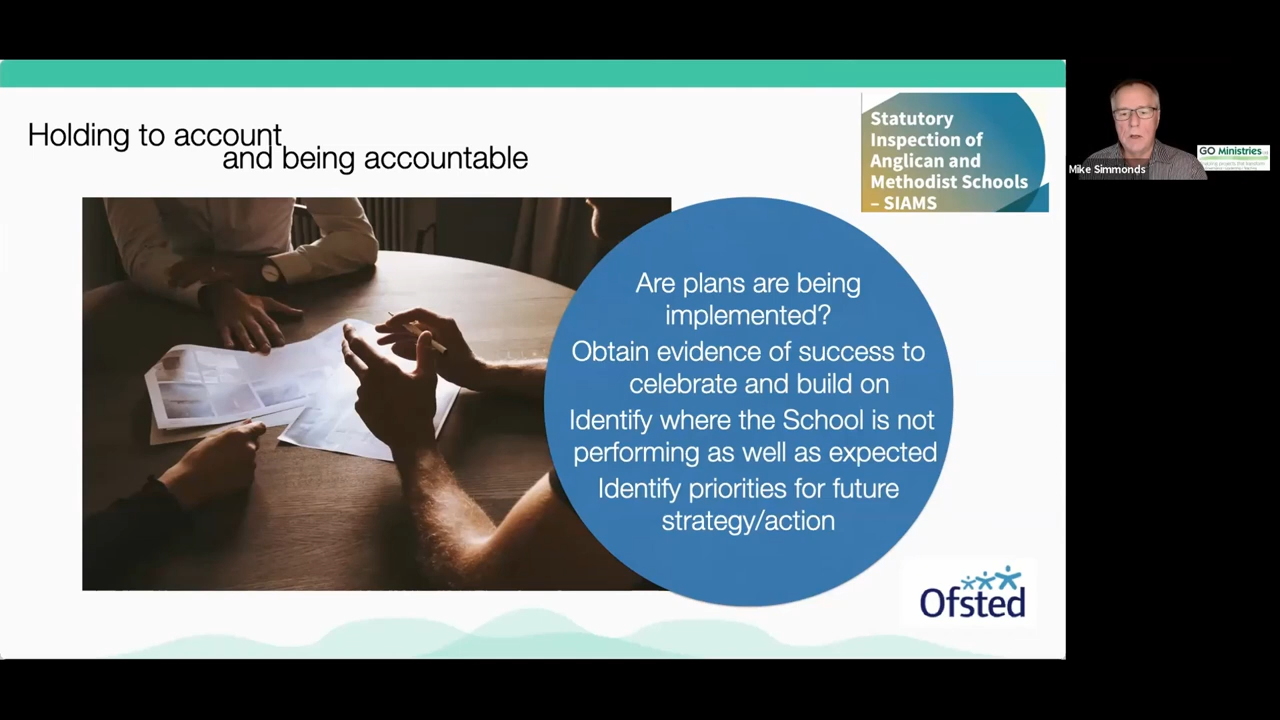 Holding to account
and being accountable
Statutory
Inspection of
Anglican and
Methodist Schools
– SIAMS
Are plans are being
implemented?
Obtain evidence of success to
celebrate and build on
Identify where the School is not
performing as well as expected
Identify priorities for future
strategy/action
Ofsted
Mike Simmonds
GO Ministries